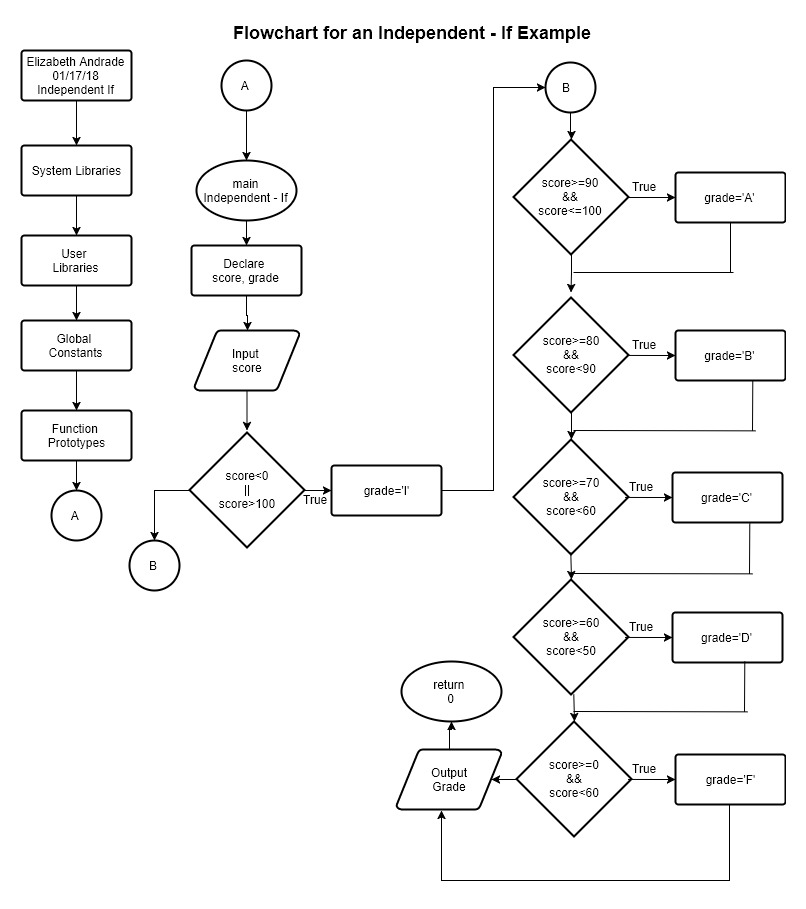 Flowchart for an Independent - If Example
Elizabeth Andrade
01/17/18
Independent If
System Libraries
User
Libraries
Global
Constants
Function
Prototypes
A
A
main
Independent - If
Declare
score, grade
Input
score
score<0
||
score>100
True
grade='I'
B
B
score>=90
&&
score<=100
True
grade='A'
score>=80
&&
score<90
True
grade='B'
score>=70
&&
score<60
True
grade='C'
score>=60
&&
score<50
True
grade='D'
score>=0
&&
score<60
True
grade='F'
Output
Grade
return
0